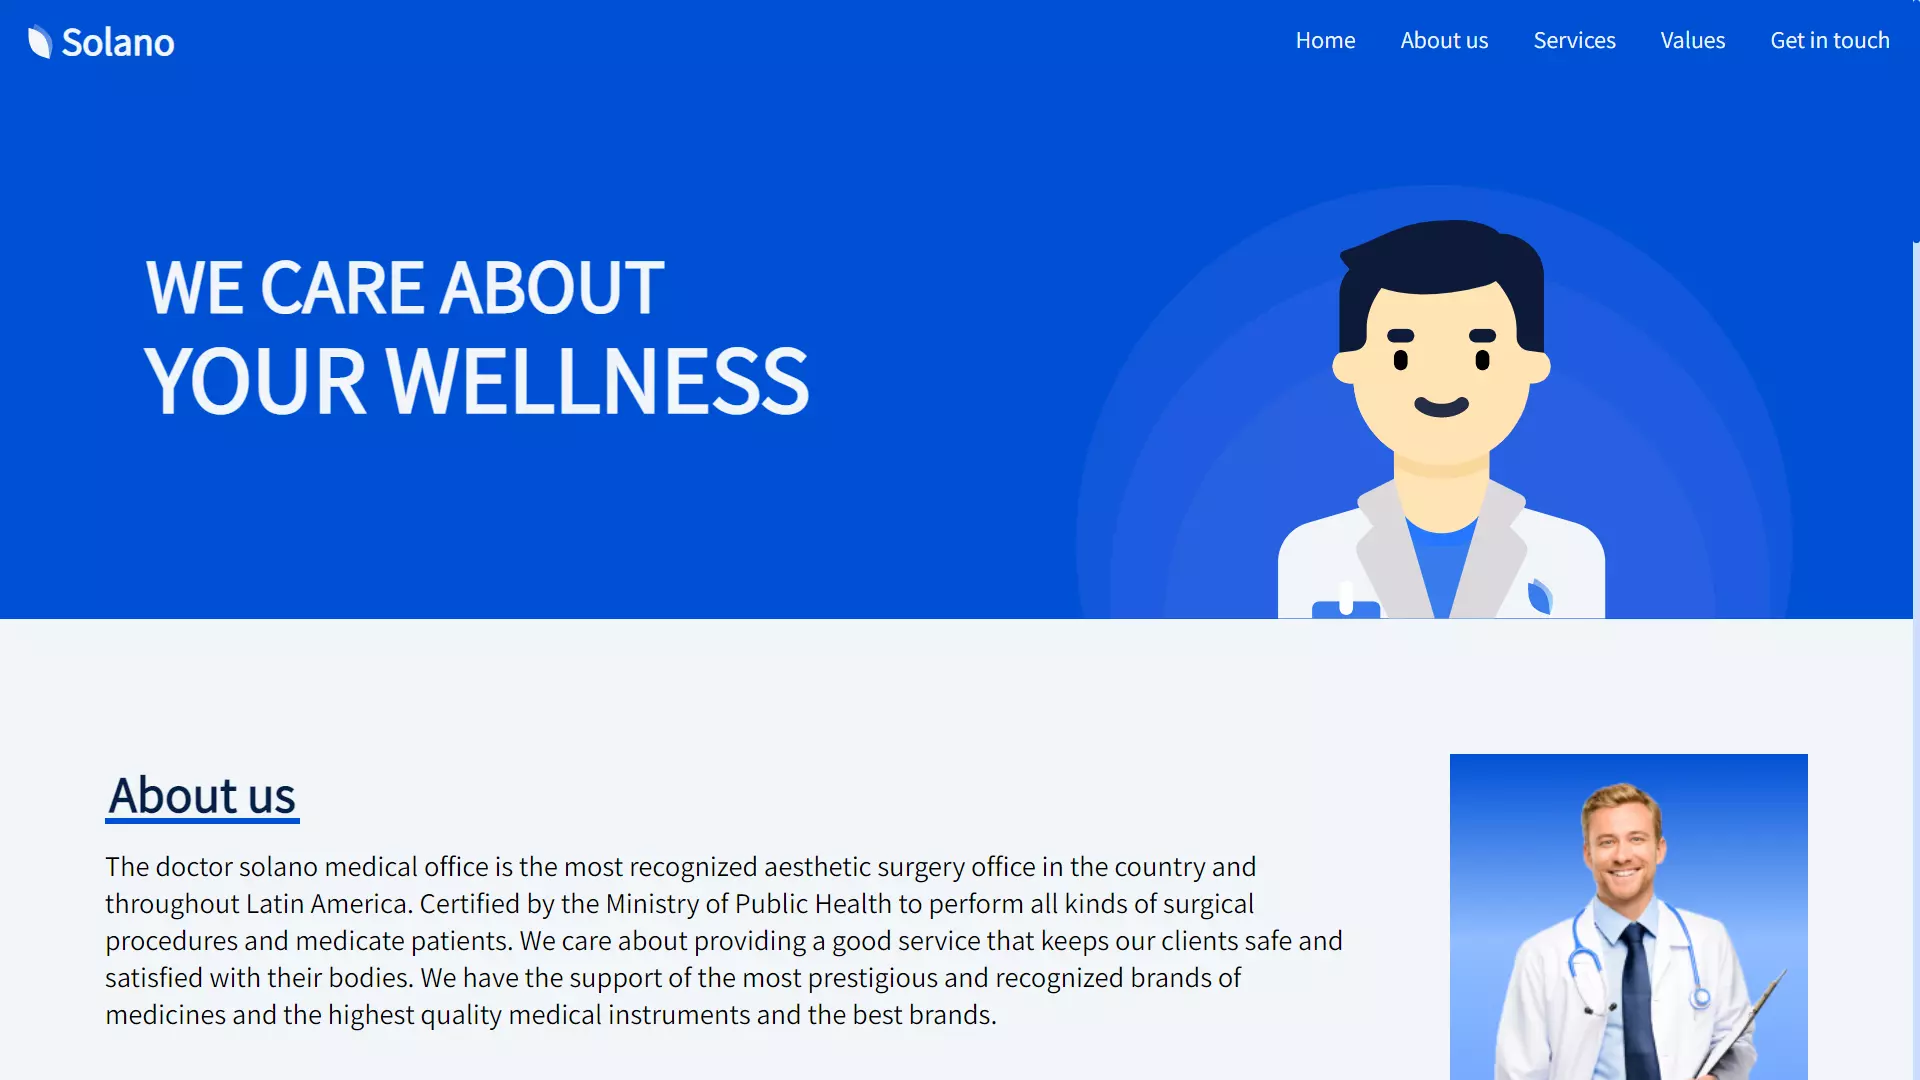 Solano
Home About us Services Values Get in touch
WE CARE ABOUT
YOUR WELLNESS
About us
The doctor solano medical office is the most recognized aesthetic surgery office in the country and
throughout Latin America. Certified by the Ministry of Public Health to perform all kinds of surgical
procedures and medicate patients. We care about providing a good service that keeps our clients safe and
satisfied with their bodies. We have the support of the most prestigious and recognized brands of
medicines and the highest quality medical instruments and the best brands.